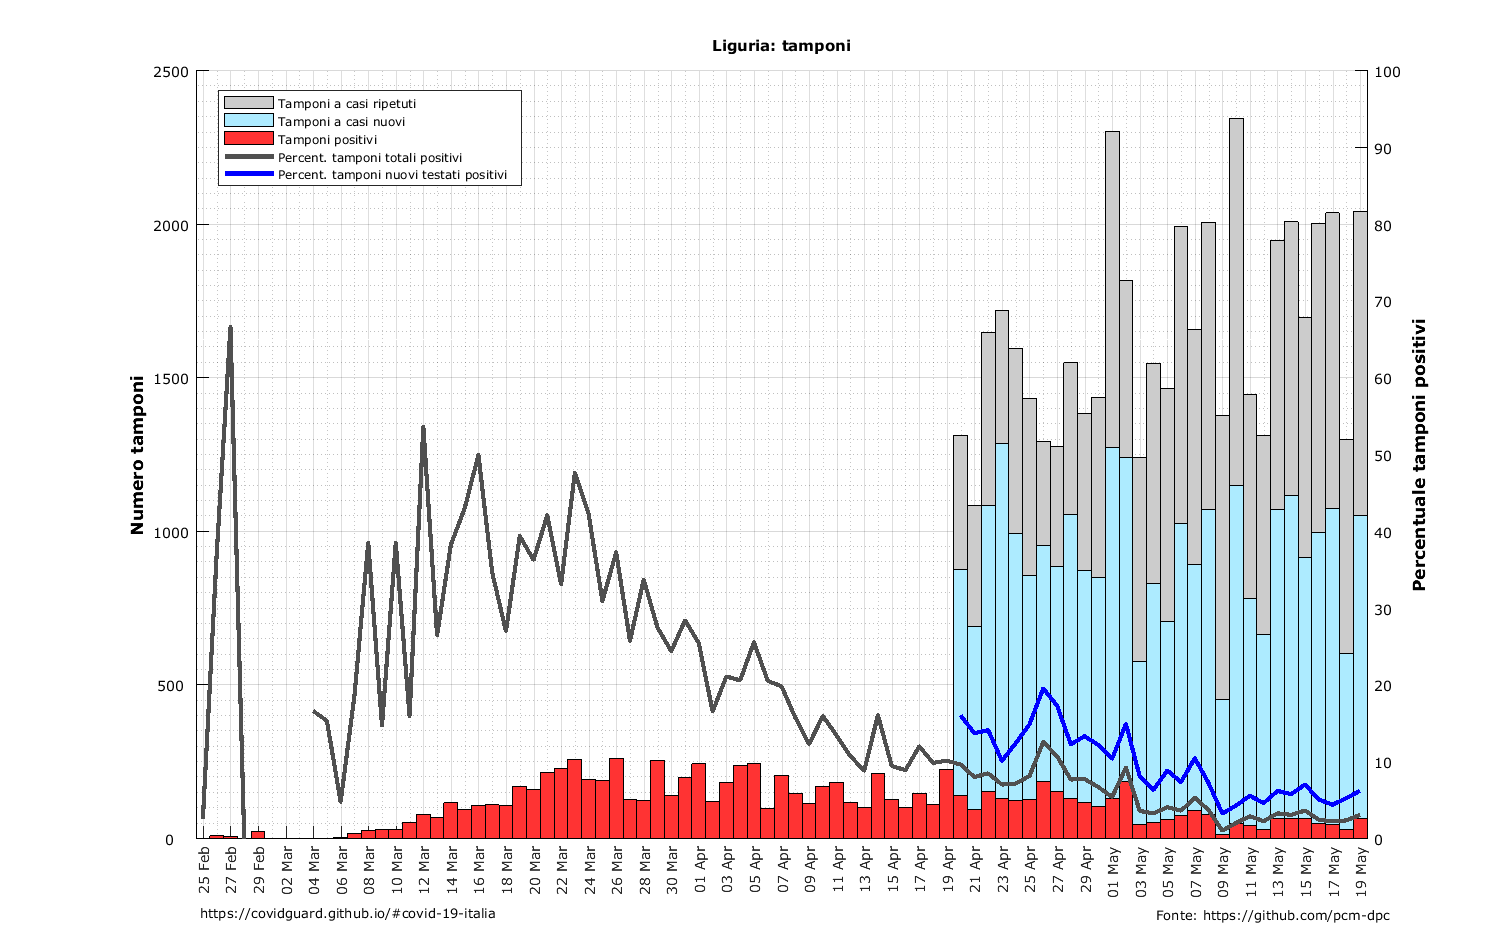 Liguria: tamponi
2500
2000
1500
1000
500
0
100
90
80
70
60
50
40
30
20
10
0
Numero tamponi
Percentuale tamponi positivi
Tamponi a casi ripetuti
Tamponi a casi nuovi
Tamponi positivi
Percent. tamponi totali positivi
Percent. tamponi nuovi testati positivi
25 Feb
27 Feb
29 Feb
02 Mar
04 Mar
06 Mar
08 Mar
10 Mar
12 Mar
14 Mar
16 Mar
18 Mar
20 Mar
22 Mar
24 Mar
26 Mar
28 Mar
30 Mar
01 Apr
03 Apr
05 Apr
07 Apr
09 Apr
11 Apr
13 Apr
15 Apr
17 Apr
19 Apr
21 Apr
23 Apr
25 Apr
27 Apr
29 Apr
01 May
03 May
05 May
07 May
09 May
11 May
13 May
15 May
17 May
19 May
https://covidguard.github.io/#covid-19-italia
Fonte: https://github.com/pcm-dpc